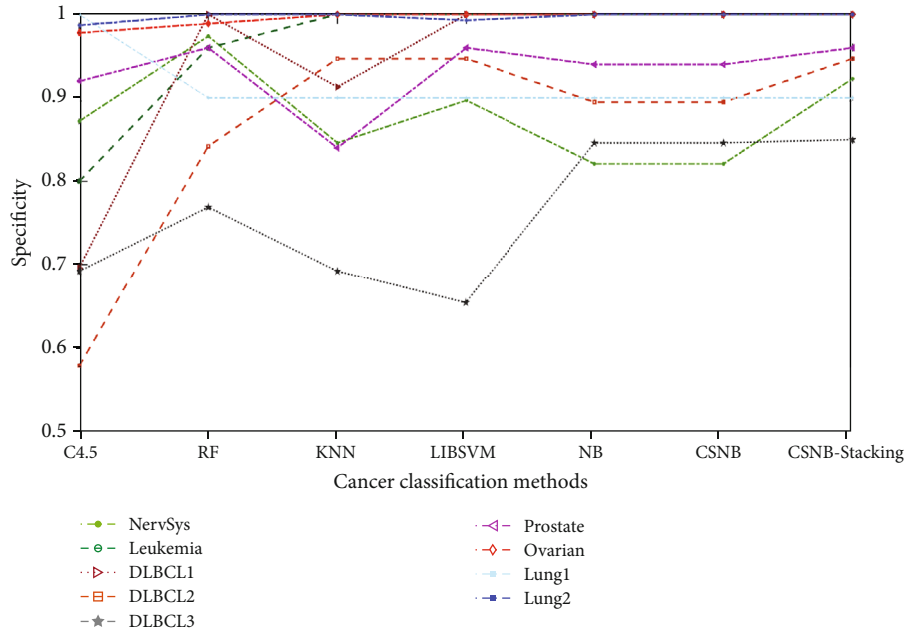 1
0.9
0.8
0.7
0.6
0.5
Specificity
C4.5 RF KNN LIBSVM NB CSNB CSNB-Stacking
Cancer classification methods
NervSys
Leukemia
DLBCL1
DLBCL2
DLBCL3
Prostate
Ovarian
Lung1
Lung2